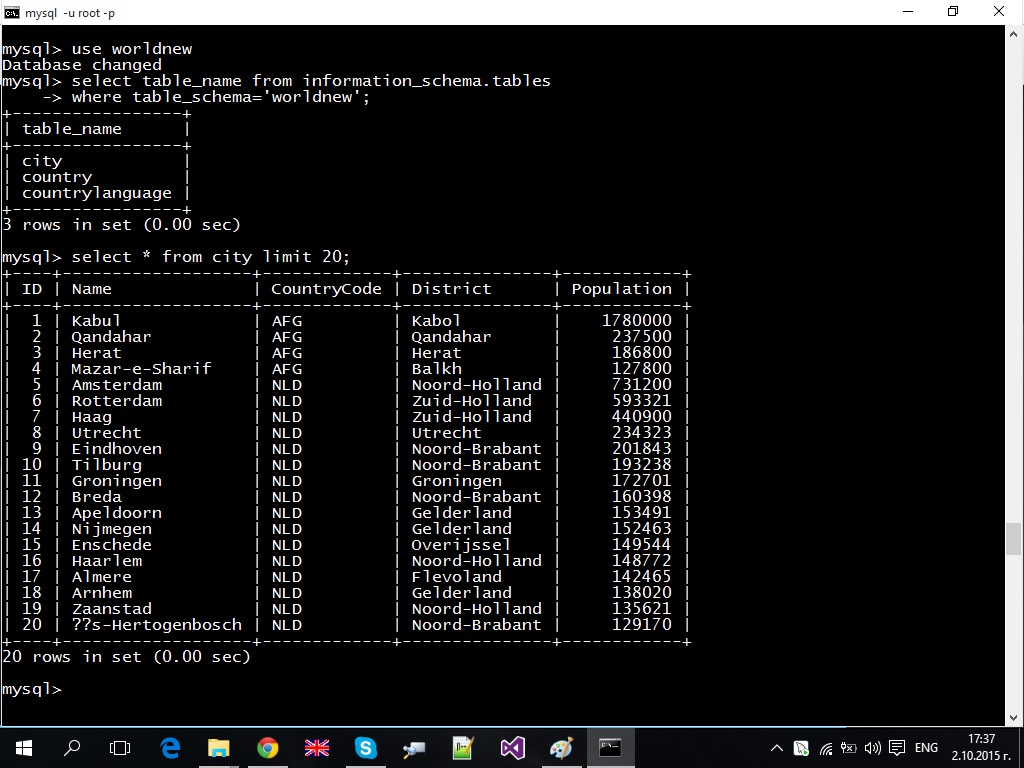 mysql  -u root -p
mysql> use worldnew
Database changed
mysql> select table_name from information_schema.tables
    -> where table_schema='worldnew';
+-----------------+
| table_name      |
+-----------------+
| city            |
| country         |
| countrylanguage |
+-----------------+
3 rows in set (0.00 sec)
mysql> select * from city limit 20;
+----+-------------------+-------------+---------------+------------+
| ID | Name              | CountryCode | District      | Population |
+----+-------------------+-------------+---------------+------------+
|  1 | Kabul             | AFG         | Kabol         |    1780000 |
|  2 | Qandahar          | AFG         | Qandahar      |     237500 |
|  3 | Herat             | AFG         | Herat         |     186800 |
|  4 | Mazar-e-Sharif    | AFG         | Balkh         |     127800 |
|  5 | Amsterdam         | NLD         | Noord-Holland |     731200 |
|  6 | Rotterdam         | NLD         | Zuid-Holland  |     593321 |
|  7 | Haag              | NLD         | Zuid-Holland  |     440900 |
|  8 | Utrecht           | NLD         | Utrecht       |     234323 |
|  9 | Eindhoven         | NLD         | Noord-Brabant |     201843 |
| 10 | Tilburg           | NLD         | Noord-Brabant |     193238 |
| 11 | Groningen         | NLD         | Groningen     |     172701 |
| 12 | Breda             | NLD         | Noord-Brabant |     160398 |
| 13 | Apeldoorn         | NLD         | Gelderland    |     153491 |
| 14 | Nijmegen          | NLD         | Gelderland    |     152463 |
| 15 | Enschede          | NLD         | Overijssel    |     149544 |
| 16 | Haarlem           | NLD         | Noord-Holland |     148772 |
| 17 | Almere            | NLD         | Flevoland     |     142465 |
| 18 | Arnhem            | NLD         | Gelderland    |     138020 |
| 19 | Zaanstad          | NLD         | Noord-Holland |     135621 |
| 20 | ??s-Hertogenbosch | NLD         | Noord-Brabant |     129170 |
+----+-------------------+-------------+---------------+------------+
20 rows in set (0.00 sec)
mysql>
ENG
17:37
2.10.2015 г.